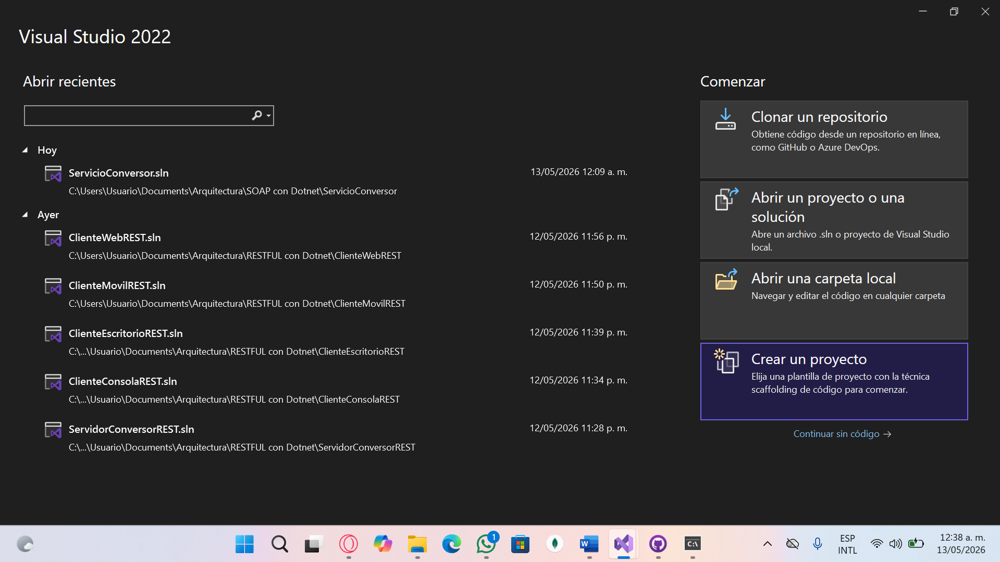 Visual Studio 2022
Abrir recientes
Hoy
ServicioConversor.sln
13/05/2026 12:09 a. m.
C:\Users\Usuario\Documents\Arquitectura\SOAP con Dotnet\ServicioConversor
Ayer
ClienteWebREST.sln
12/05/2026 11:56 p. m.
C:\Users\Usuario\Documents\Arquitectura\RESTFUL con Dotnet\ClienteWebREST
ClienteMovilREST.sln
12/05/2026 11:50 p. m.
C:\Users\Usuario\Documents\Arquitectura\RESTFUL con Dotnet\ClienteMovilREST
ClienteEscritorioREST.sln
12/05/2026 11:39 p. m.
C:\...\Usuario\Documents\Arquitectura\RESTFUL con Dotnet\ClienteEscritorioREST
ClienteConsolaREST.sln
12/05/2026 11:34 p. m.
C:\...\Usuario\Documents\Arquitectura\RESTFUL con Dotnet\ClienteConsolaREST
ServidorConversorREST.sln
12/05/2026 11:28 p. m.
C:\...\Usuario\Documents\Arquitectura\RESTFUL con Dotnet\ServidorConversorREST
Comenzar
Clonar un repositorio
Obtiene código desde un repositorio en línea,
como GitHub o Azure DevOps.
Abrir un proyecto o una
solución
Abre un archivo .sln o proyecto de Visual Studio
local.
Abrir una carpeta local
Navegar y editar el código en cualquier carpeta
Crear un proyecto
Elija una plantilla de proyecto con la técnica
scaffolding de código para comenzar.
Continuar sin código →
1
W
C:\
ESP
INTL
12:38 a. m.
13/05/2026